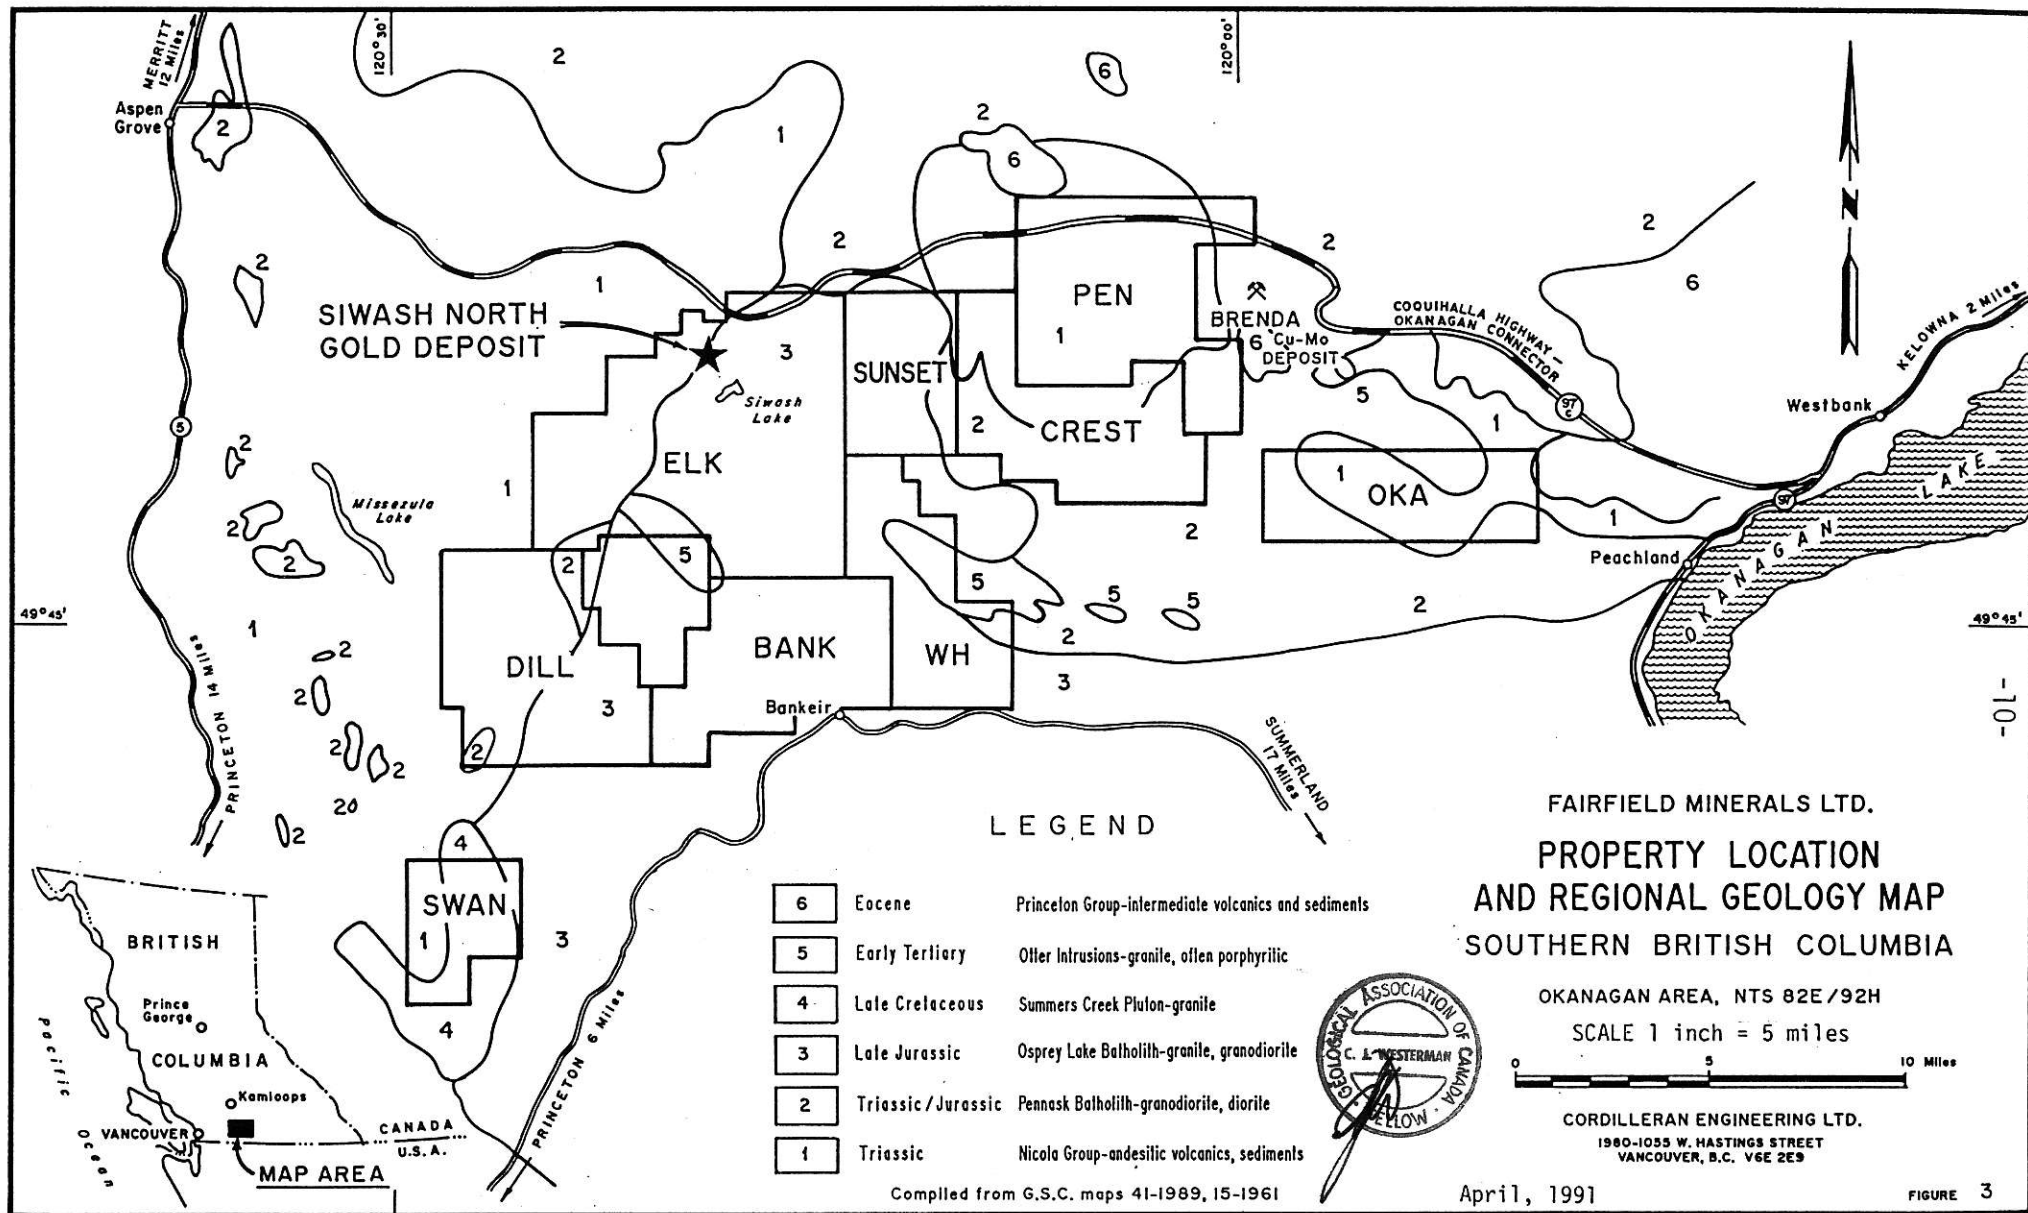 MERRITT
12 Miles
120°30'
120°00'
2
6
Aspen
Grove
2
1
2
6
2
2
2
2
1
6
SIWASH NORTH
GOLD DEPOSIT
3
PEN
1
BRENDA
6 Cu-Mo
DEPOSIT
COQUIHALLA HIGHWAY-
OKANAGAN CONNECTOR
97
C
KELOWNA 2 Miles
N
SUNSET
Siwash
Lake
5
1
Westbank
5
2
CREST
2
ELK
1
1
OKA
Missezula
Lake
97
OKANAGAN LAKE
2
2
2
5
2
1
Peachland
5
5
5
2
49°45'
49°45'
1
2
2
BANK
WH
DILL
3
3
2
Bankeir
2
2
2
PRINCETON 14 Miles
SUMMERLAND
17 Miles
-10-
20
2
4
SWAN
1
3
4
PRINCETON 6 Miles
LEGEND
6 Eocene Princeton Group-intermediate volcanics and sediments
5 Early Tertiary Otter Intrusions-granite, often porphyritic
4 Late Cretaceous Summers Creek Pluton-granite
3 Late Jurassic Osprey Lake Batholith-granite, granodiorite
2 Triassic/Jurassic Pennask Batholith-granodiorite, diorite
1 Triassic Nicola Group-andesitic volcanics, sediments
Compiled from G.S.C. maps 41-1989, 15-1961
BRITISH
Prince
George
COLUMBIA
Kamloops
VANCOUVER
CANADA
U.S.A.
Pacific
Ocean
MAP AREA
GEOLOGICAL ASSOCIATION OF CANADA
C. J. WESTERMAN
FELLOW
FAIRFIELD MINERALS LTD.
PROPERTY LOCATION
AND REGIONAL GEOLOGY MAP
SOUTHERN BRITISH COLUMBIA
OKANAGAN AREA, NTS 82E/92H
SCALE 1 inch = 5 miles
0 5 10 Miles
CORDILLERAN ENGINEERING LTD.
1980-1055 W. HASTINGS STREET
VANCOUVER, B.C. V6E 2E9
April, 1991
FIGURE 3